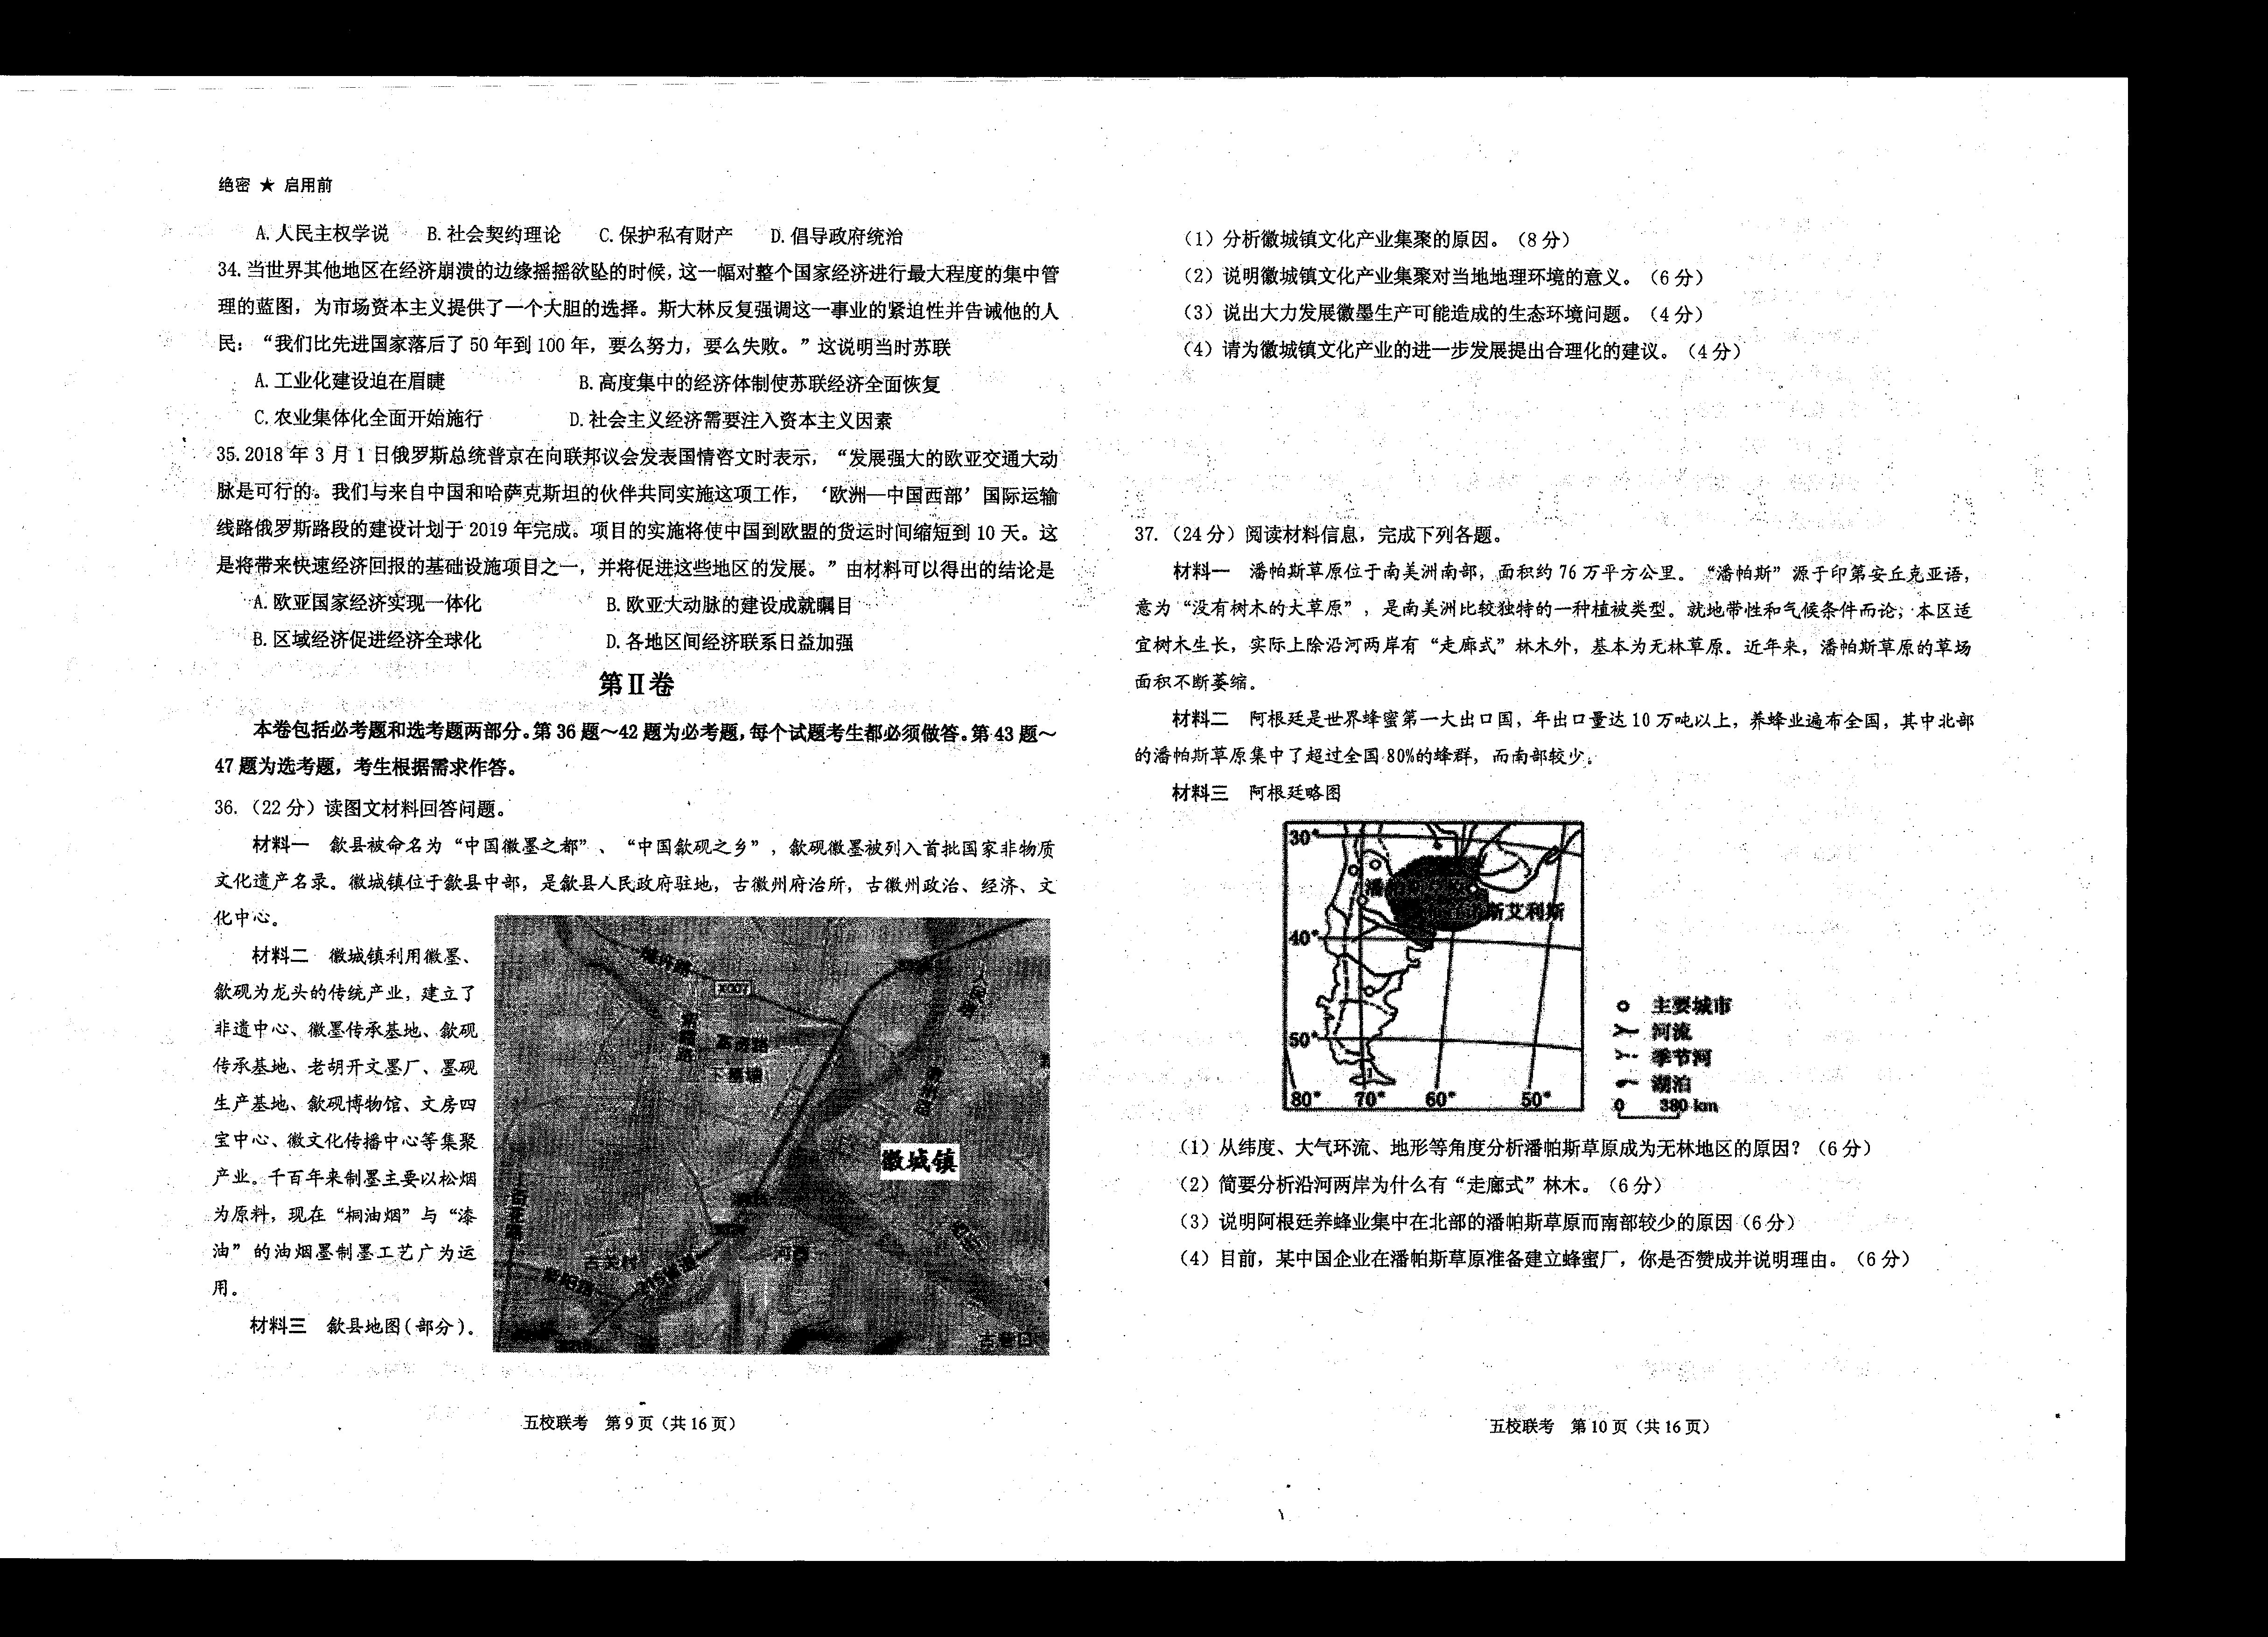 绝密 ★ 启用前
A. 人民主权学说 B. 社会契约理论 C. 保护私有财产 D. 倡导政府统治
34. 当世界其他地区在经济崩溃的边缘摇摇欲坠的时候，这一幅对整个国家经济进行最大程度的集中管
理的蓝图，为市场资本主义提供了一个大胆的选择。斯大林反复强调这一事业的紧迫性并告诫他的人
民：“我们比先进国家落后了 50 年到 100 年，要么努力，要么失败。”这说明当时苏联
A. 工业化建设迫在眉睫 B. 高度集中的经济体制使苏联经济全面恢复
C. 农业集体化全面开始施行 D. 社会主义经济需要注入资本主义因素
35. 2018 年 3 月 1 日俄罗斯总统普京在向联邦议会发表国情咨文时表示，“发展强大的欧亚交通大动
脉是可行的。我们与来自中国和哈萨克斯坦的伙伴共同实施这项工作，‘欧洲—中国西部’国际运输
线路俄罗斯路段的建设计划于 2019 年完成。项目的实施将使中国到欧盟的货运时间缩短到 10 天。这
是将带来快速经济回报的基础设施项目之一，并将促进这些地区的发展。”由材料可以得出的结论是
A. 欧亚国家经济实现一体化 B. 欧亚大动脉的建设成就瞩目
B. 区域经济促进经济全球化 D. 各地区间经济联系日益加强
第Ⅱ卷
本卷包括必考题和选考题两部分。第 36 题～42 题为必考题，每个试题考生都必须做答。第 43 题～
47 题为选考题，考生根据需求作答。
36.（22 分）读图文材料回答问题。
材料一 歙县被命名为“中国徽墨之都”、“中国歙砚之乡”，歙砚徽墨被列入首批国家非物质
文化遗产名录。徽城镇位于歙县中部，是歙县人民政府驻地，古徽州府治所，古徽州政治、经济、文
化中心。
材料二 徽城镇利用徽墨、
歙砚为龙头的传统产业，建立了
非遗中心、徽墨传承基地、歙砚
传承基地、老胡开文墨厂、墨砚
生产基地、歙砚博物馆、文房四
宝中心、徽文化传播中心等集聚
产业。千百年来制墨主要以松烟
为原料，现在“桐油烟”与“漆
油”的油烟墨制墨工艺广为运
用。
材料三 歙县地图(部分)。
X007
徽城镇
河西
五校联考 第 9 页（共 16 页）
（1）分析徽城镇文化产业集聚的原因。（8 分）
（2）说明徽城镇文化产业集聚对当地地理环境的意义。（6 分）
（3）说出大力发展徽墨生产可能造成的生态环境问题。（4 分）
（4）请为徽城镇文化产业的进一步发展提出合理化的建议。（4 分）
37.（24 分）阅读材料信息，完成下列各题。
材料一 潘帕斯草原位于南美洲南部，面积约 76 万平方公里。“潘帕斯”源于印第安丘克亚语，
意为“没有树木的大草原”，是南美洲比较独特的一种植被类型。就地带性和气候条件而论，本区适
宜树木生长，实际上除沿河两岸有“走廊式”林木外，基本为无林草原。近年来，潘帕斯草原的草场
面积不断萎缩。
材料二 阿根廷是世界蜂蜜第一大出口国，年出口量达 10 万吨以上，养蜂业遍布全国，其中北部
的潘帕斯草原集中了超过全国 80%的蜂群，而南部较少。
材料三 阿根廷略图
30°
潘
斯艾利斯
40°
50°
80° 70° 60° 50°
主要城市
河流
季节河
湖泊
0 380 km
（1）从纬度、大气环流、地形等角度分析潘帕斯草原成为无林地区的原因？（6 分）
（2）简要分析沿河两岸为什么有“走廊式”林木。（6 分）
（3）说明阿根廷养蜂业集中在北部的潘帕斯草原而南部较少的原因（6 分）
（4）目前，某中国企业在潘帕斯草原准备建立蜂蜜厂，你是否赞成并说明理由。（6 分）
五校联考 第 10 页（共 16 页）